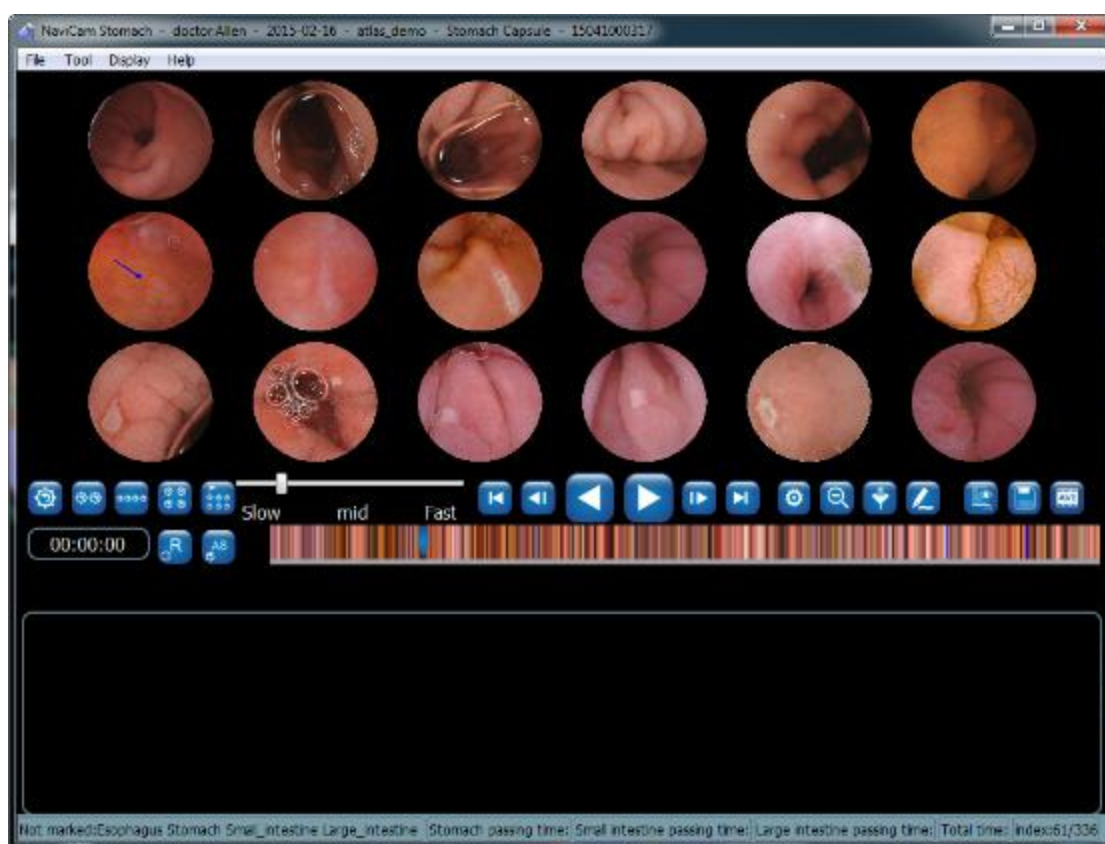 NaviCam Stomach - doctor Allen - 2015-02-16 - atlas_demo - Stomach Capsule - 15041000317
File Tool Display Help
Slow mid Fast
00:00:00 R AB
AVI
Not marked:Esophagus Stomach Small_intestine Large_intestine Stomach passing time: Small intestine passing time: Large intestine passing time: Total time: index:61/336